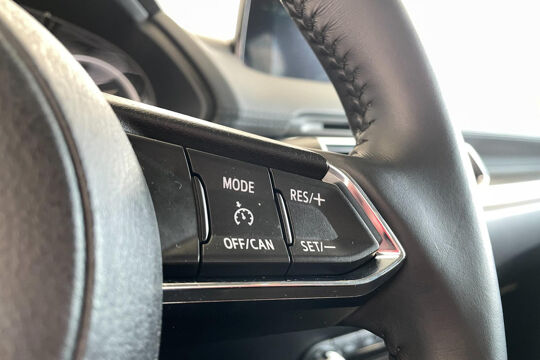 MODE
RES/+
OFF/CAN
SET/−